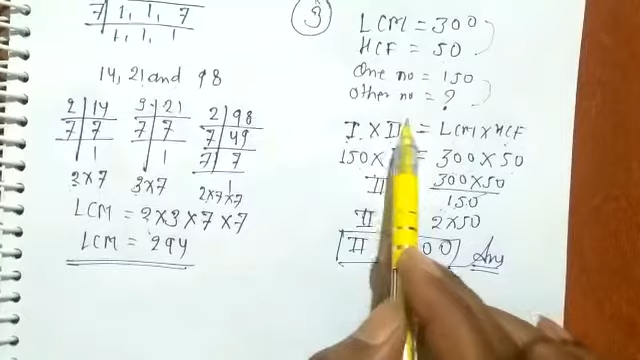 7 | 1, 1, 7
1, 1, 1
14, 21 and 98
2 | 14
7 | 7
1
2×7
3 | 21
7 | 7
1
3×7
2 | 98
7 | 49
7 | 7
1
2×7×7
LCM = 2×3×7×7
LCM = 294
3
LCM = 300
HCF = 50
One no = 150
Other no = ?
I × II = LCM×HCF
150× = 300×50
II 300×50
150
II 2×50
II 00 Ans